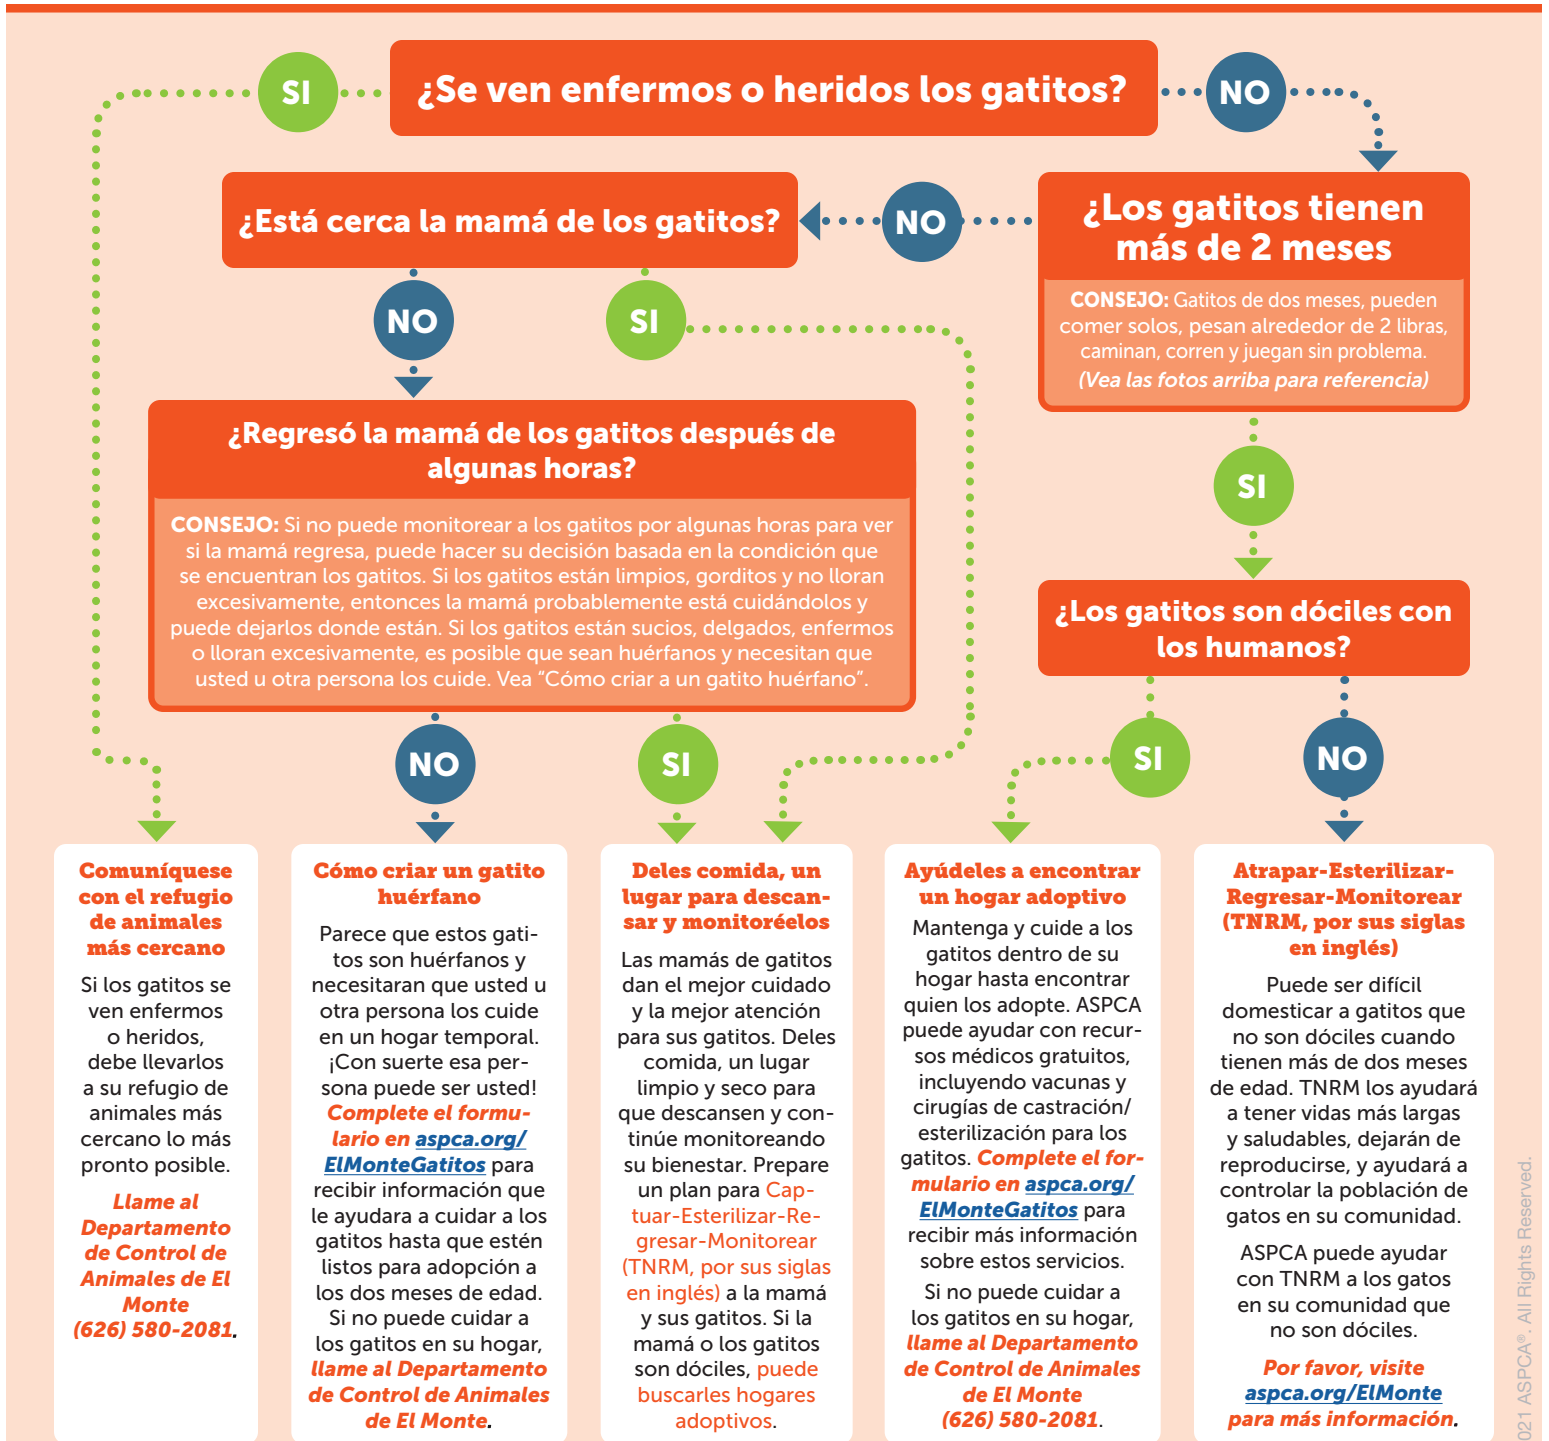 ¿Se ven enfermos o heridos los gatitos?
SI
NO
¿Está cerca la mamá de los gatitos?
NO
¿Los gatitos tienen
más de 2 meses
CONSEJO: Gatitos de dos meses, pueden
comer solos, pesan alrededor de 2 libras,
caminan, corren y juegan sin problema.
(Vea las fotos arriba para referencia)
NO
SI
¿Regresó la mamá de los gatitos después de
algunas horas?
CONSEJO: Si no puede monitorear a los gatitos por algunas horas para ver
si la mamá regresa, puede hacer su decisión basada en la condición que
se encuentran los gatitos. Si los gatitos están limpios, gorditos y no lloran
excesivamente, entonces la mamá probablemente está cuidándolos y
puede dejarlos donde están. Si los gatitos están sucios, delgados, enfermos
o lloran excesivamente, es posible que sean huérfanos y necesitan que
usted u otra persona los cuide. Vea "Cómo criar a un gatito huérfano".
SI
¿Los gatitos son dóciles con
los humanos?
NO
SI
SI
NO
Comuníquese
con el refugio
de animales
más cercano
Si los gatitos se
ven enfermos
o heridos,
debe llevarlos
a su refugio de
animales más
cercano lo más
pronto posible.
Llame al
Departamento
de Control de
Animales de El
Monte
(626) 580-2081.
Cómo criar un gatito
huérfano
Parece que estos gati-
tos son huérfanos y
necesitaran que usted u
otra persona los cuide
en un hogar temporal.
¡Con suerte esa per-
sona puede ser usted!
Complete el formu-
lario en aspca.org/
ElMonteGatitos para
recibir información que
le ayudara a cuidar a los
gatitos hasta que estén
listos para adopción a
los dos meses de edad.
Si no puede cuidar a
los gatitos en su hogar,
llame al Departamento
de Control de Animales
de El Monte.
Deles comida, un
lugar para descan-
sar y monitoréelos
Las mamás de gatitos
dan el mejor cuidado
y la mejor atención
para sus gatitos. Deles
comida, un lugar
limpio y seco para
que descansen y con-
tinúe monitoreando
su bienestar. Prepare
un plan para Cap-
tuar-Esterilizar-Re-
gresar-Monitorear
(TNRM, por sus siglas
en inglés) a la mamá
y sus gatitos. Si la
mamá o los gatitos
son dóciles, puede
buscarles hogares
adoptivos.
Ayúdeles a encontrar
un hogar adoptivo
Mantenga y cuide a los
gatitos dentro de su
hogar hasta encontrar
quien los adopte. ASPCA
puede ayudar con recur-
sos médicos gratuitos,
incluyendo vacunas y
cirugías de castración/
esterilización para los
gatitos. Complete el for-
mulario en aspca.org/
ElMonteGatitos para
recibir más información
sobre estos servicios.
Si no puede cuidar a
los gatitos en su hogar,
llame al Departamento
de Control de Animales
de El Monte
(626) 580-2081.
Atrapar-Esterilizar-
Regresar-Monitorear
(TNRM, por sus siglas
en inglés)
Puede ser difícil
domesticar a gatitos que
no son dóciles cuando
tienen más de dos meses
de edad. TNRM los ayudará
a tener vidas más largas
y saludables, dejarán de
reproducirse, y ayudará a
controlar la población de
gatos en su comunidad.
ASPCA puede ayudar
con TNRM a los gatos
en su comunidad que
no son dóciles.
Por favor, visite
aspca.org/ElMonte
para más información.
021 ASPCA®. All Rights Reserved.